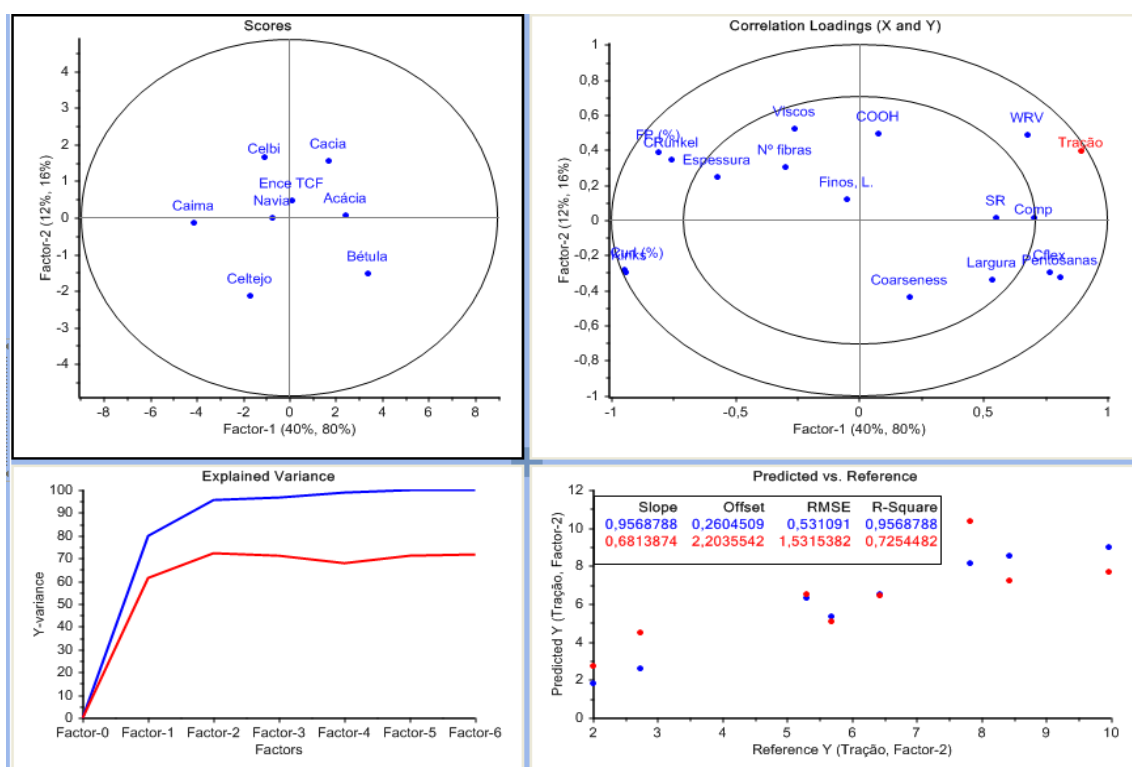 Scores
Factor-2 (12%, 16%)
4
3
2
1
0
-1
-2
-3
-4
Celbi
Cacia
Ence TCF
Navia
Acácia
Caima
Bétula
Celtejo
-8
-6
-4
-2
0
2
4
6
8
Factor-1 (40%, 80%)
Correlation Loadings (X and Y)
Factor-2 (12%, 16%)
1
0,8
0,6
0,4
0,2
0
-0,2
-0,4
-0,6
-0,8
-1
Viscos
COOH
WRV
FP (%)
CRunkel
Tração
Espessura
Nº fibras
Finos, L.
SR
Comp
Curl (%)
Kinks
Cflex
Pentosanas
Largura
Coarseness
-1
-0,5
0
0,5
1
Factor-1 (40%, 80%)
Explained Variance
Y-variance
100
90
80
70
60
50
40
30
20
10
0
Factor-0
Factor-1
Factor-2
Factor-3
Factor-4
Factor-5
Factor-6
Factors
Predicted vs. Reference
Predicted Y (Tração, Factor-2)
12
10
8
6
4
2
0
Slope Offset RMSE R-Square
0,9568788 0,2604509 0,531091 0,9568788
0,6813874 2,2035542 1,5315382 0,7254482
2
3
4
5
6
7
8
9
10
Reference Y (Tração, Factor-2)